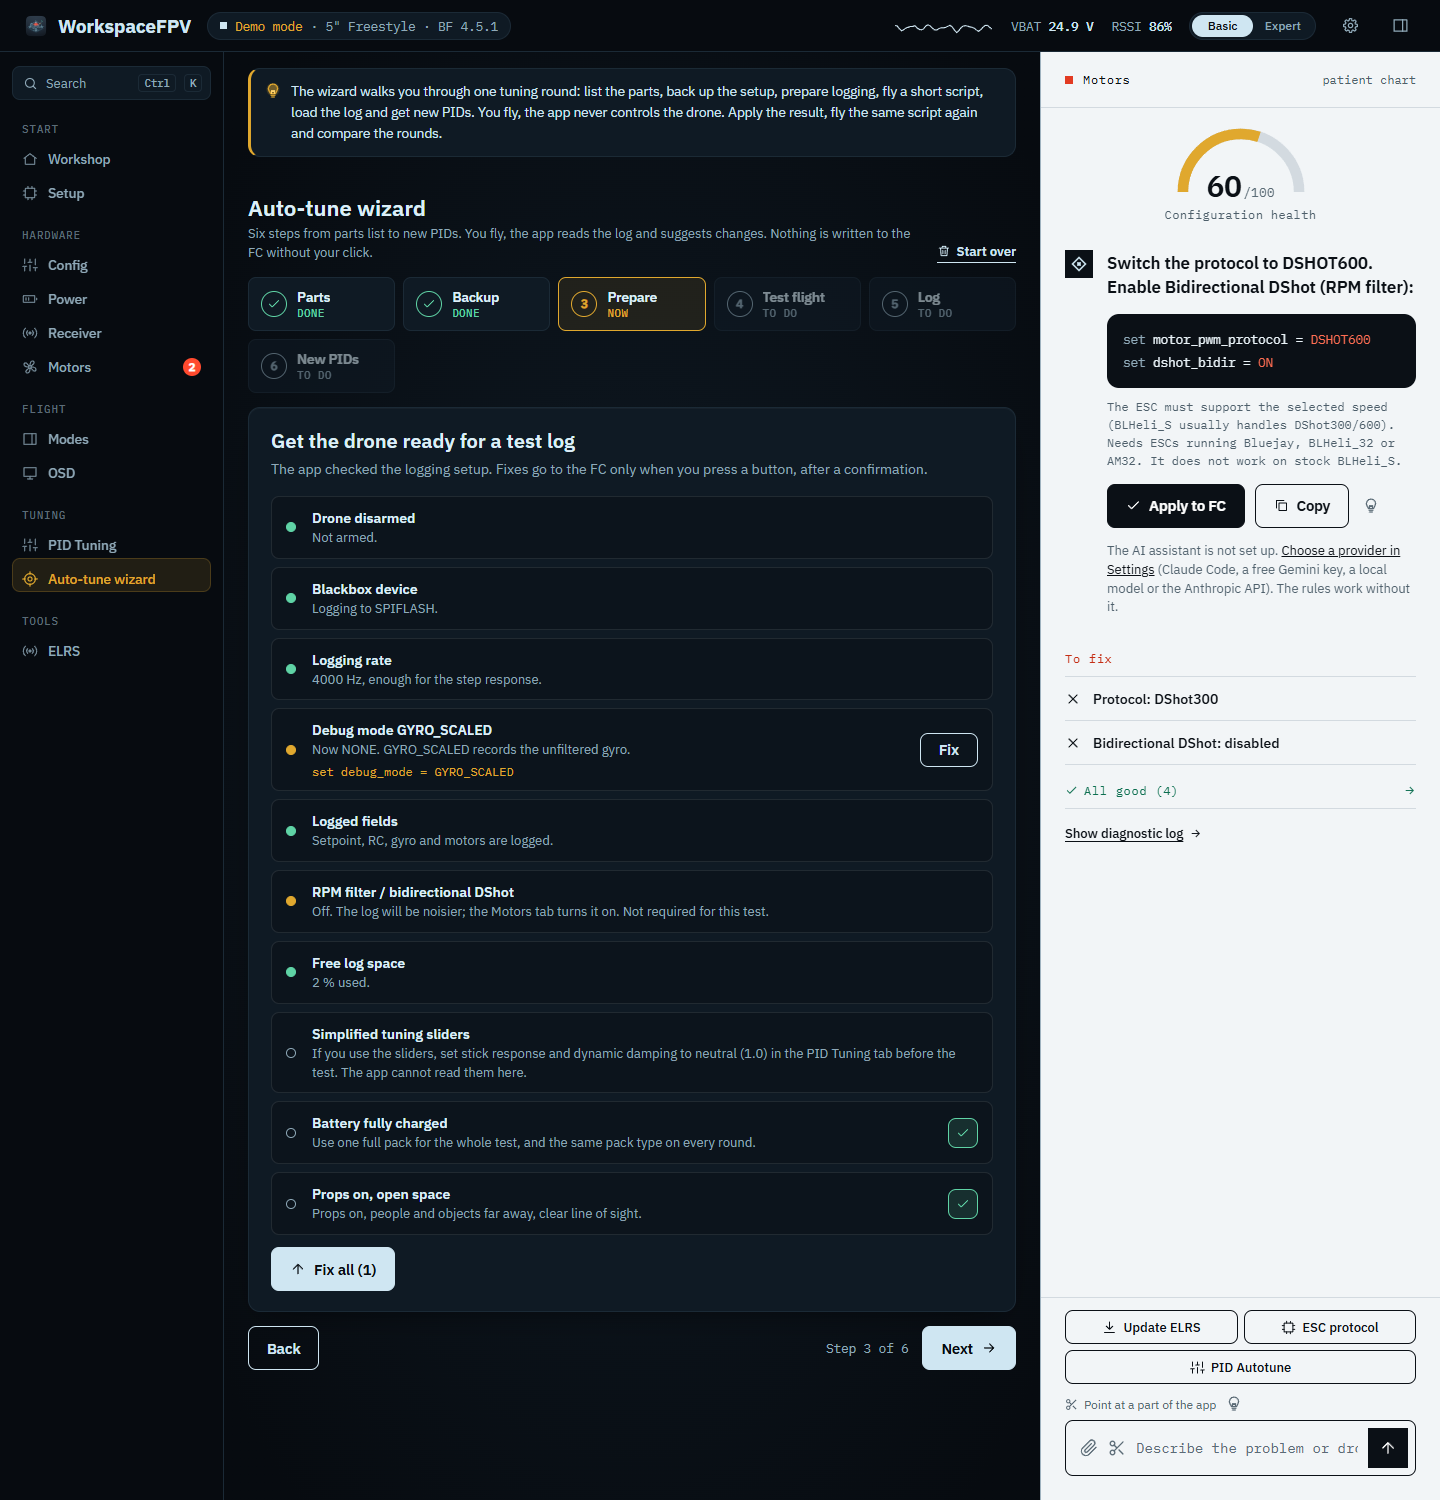 WorkspaceFPV
Demo mode · 5" Freestyle · BF 4.5.1
VBAT 24.9 V
RSSI 86%
Basic
Expert
Search
Ctrl K
START
Workshop
Setup
HARDWARE
Config
Power
Receiver
Motors
2
FLIGHT
Modes
OSD
TUNING
PID Tuning
Auto-tune wizard
TOOLS
ELRS
The wizard walks you through one tuning round: list the parts, back up the setup, prepare logging, fly a short script,
load the log and get new PIDs. You fly, the app never controls the drone. Apply the result, fly the same script again
and compare the rounds.
Auto-tune wizard
Six steps from parts list to new PIDs. You fly, the app reads the log and suggests changes. Nothing is written to the
FC without your click.
Start over
Parts
DONE
Backup
DONE
3
Prepare
NOW
4
Test flight
TO DO
5
Log
TO DO
6
New PIDs
TO DO
Get the drone ready for a test log
The app checked the logging setup. Fixes go to the FC only when you press a button, after a confirmation.
Drone disarmed
Not armed.
Blackbox device
Logging to SPIFLASH.
Logging rate
4000 Hz, enough for the step response.
Debug mode GYRO_SCALED
Now NONE. GYRO_SCALED records the unfiltered gyro.
set debug_mode = GYRO_SCALED
Fix
Logged fields
Setpoint, RC, gyro and motors are logged.
RPM filter / bidirectional DShot
Off. The log will be noisier; the Motors tab turns it on. Not required for this test.
Free log space
2 % used.
Simplified tuning sliders
If you use the sliders, set stick response and dynamic damping to neutral (1.0) in the PID Tuning tab before the
test. The app cannot read them here.
Battery fully charged
Use one full pack for the whole test, and the same pack type on every round.
Props on, open space
Props on, people and objects far away, clear line of sight.
Fix all (1)
Back
Step 3 of 6
Next
Motors
patient chart
60/100
Configuration health
Switch the protocol to DSHOT600.
Enable Bidirectional DShot (RPM filter):
set motor_pwm_protocol = DSHOT600
set dshot_bidir = ON
The ESC must support the selected speed
(BLHeli_S usually handles DShot300/600).
Needs ESCs running Bluejay, BLHeli_32 or
AM32. It does not work on stock BLHeli_S.
Apply to FC
Copy
The AI assistant is not set up. Choose a provider in
Settings (Claude Code, a free Gemini key, a local
model or the Anthropic API). The rules work without
it.
To fix
Protocol: DShot300
Bidirectional DShot: disabled
All good (4)
Show diagnostic log
Update ELRS
ESC protocol
PID Autotune
Point at a part of the app
Describe the problem or dro